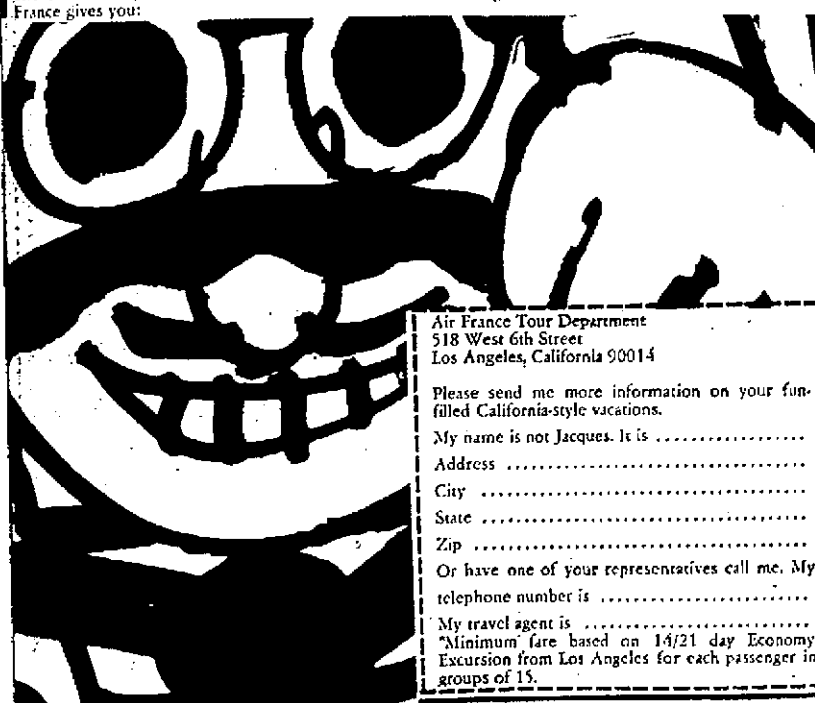 France gives you:
Air France Tour Department
518 West 6th Street
Los Angeles, California 90014
Please send me more information on your fun-
filled California-style vacations.
My name is not Jacques. It is ..................
Address ....................................
City .......................................
State ......................................
Zip ........................................
Or have one of your representatives call me. My
telephone number is .........................
My travel agent is ...........................
*Minimum fare based on 14/21 day Economy
Excursion from Los Angeles for each passenger in
groups of 15.